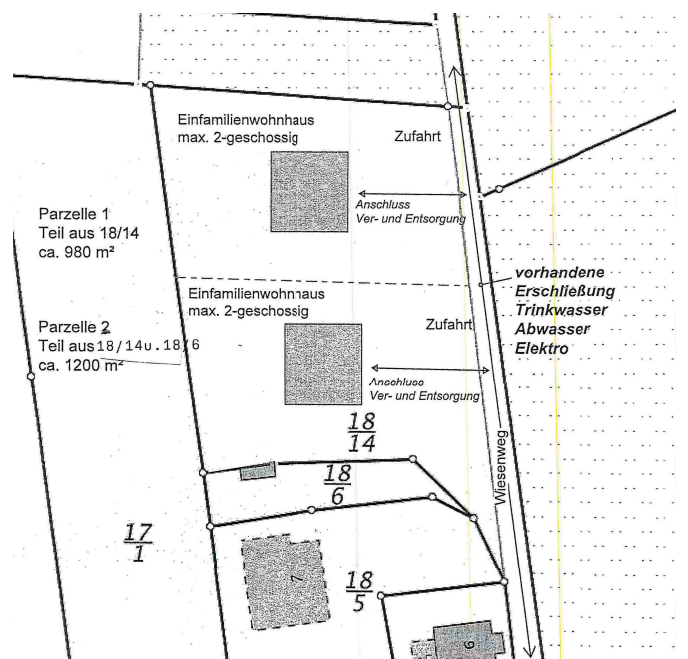 Einfamilienwohnhaus
max. 2-geschossig
Zufahrt
Anschluss
Ver- und Entsorgung
Parzelle 1
Teil aus 18/14
ca. 980 m²
vorhandene
Erschließung
Trinkwasser
Abwasser
Elektro
Einfamilienwohnhaus
max. 2-geschossig
Zufahrt
Parzelle 2
Teil aus 18/14u.18/6
ca. 1200 m²
Anschluss
Ver- und Entsorgung
18
14
18
6
Wiesenweg
17
1
7
18
5
6